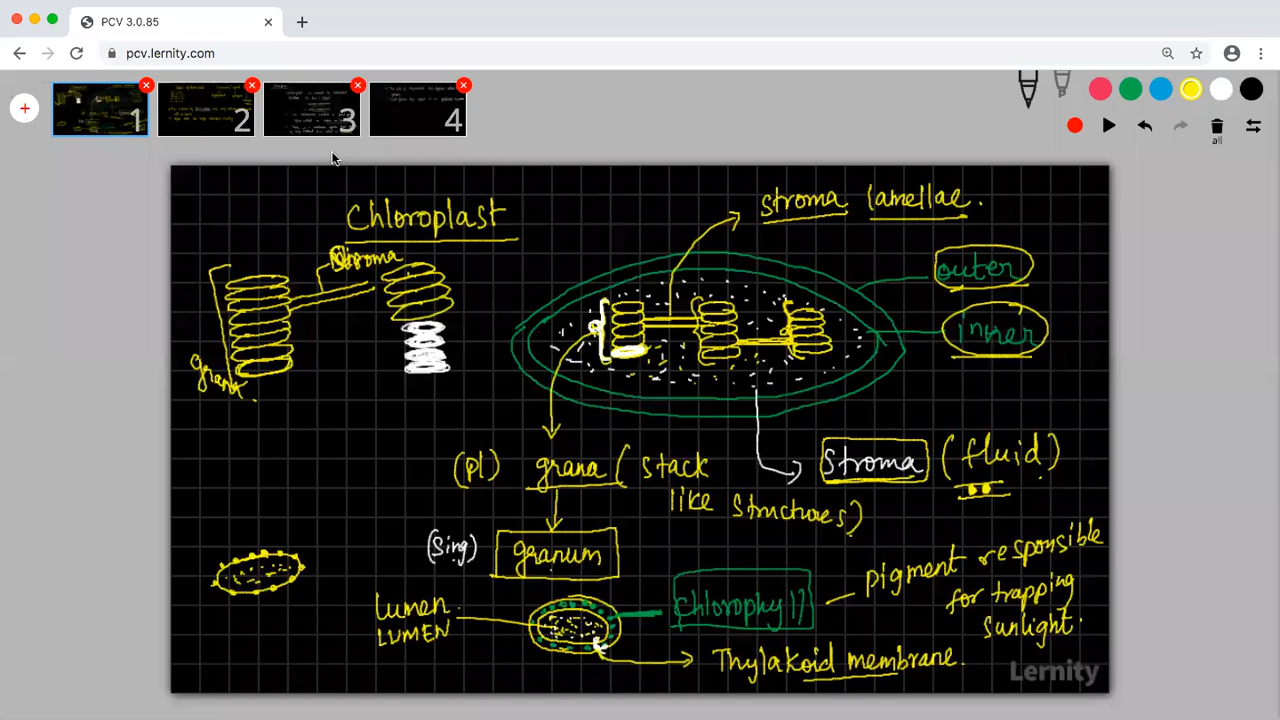 PCV 3.0.85
pcv.lernity.com
1
2
3
4
all
Chloroplast
stroma lamellae.
Stroma
outer
inner
grana
(pl) grana (stack
like structures)
Stroma (fluid)
(Sing) granum
Chlorophyll
pigment responsible
for trapping
sunlight.
Lumen
LUMEN
Thylakoid membrane.
Lernity